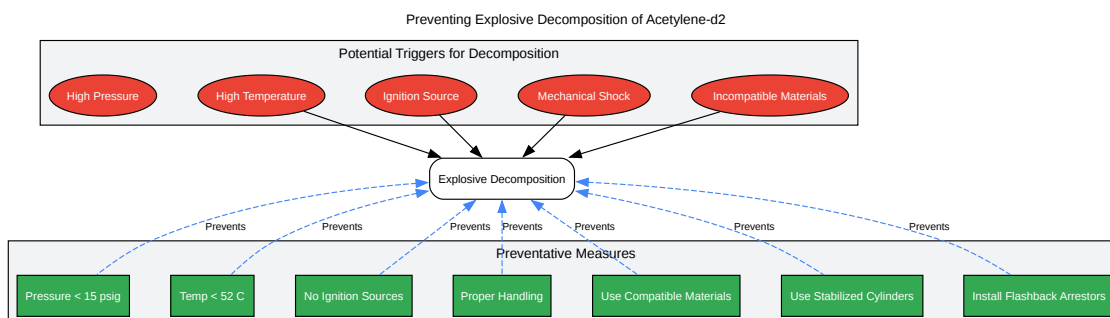 Preventing Explosive Decomposition of Acetylene-d2
Potential Triggers for Decomposition
High Pressure
High Temperature
Ignition Source
Mechanical Shock
Incompatible Materials
Explosive Decomposition
Prevents
Prevents
Prevents
Prevents
Prevents
Prevents
Prevents
Preventative Measures
Pressure < 15 psig
Temp < 52 C
No Ignition Sources
Proper Handling
Use Compatible Materials
Use Stabilized Cylinders
Install Flashback Arrestors